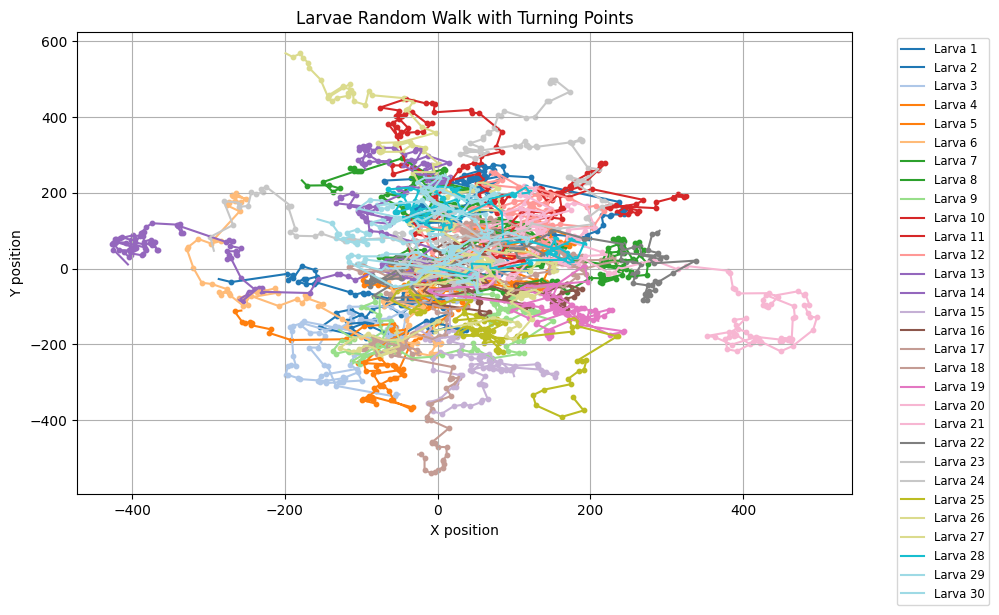 Larvae Random Walk with Turning Points
600
400
200
0
−200
−400
Y position
−400
−200
0
200
400
X position
Larva 1
Larva 2
Larva 3
Larva 4
Larva 5
Larva 6
Larva 7
Larva 8
Larva 9
Larva 10
Larva 11
Larva 12
Larva 13
Larva 14
Larva 15
Larva 16
Larva 17
Larva 18
Larva 19
Larva 20
Larva 21
Larva 22
Larva 23
Larva 24
Larva 25
Larva 26
Larva 27
Larva 28
Larva 29
Larva 30